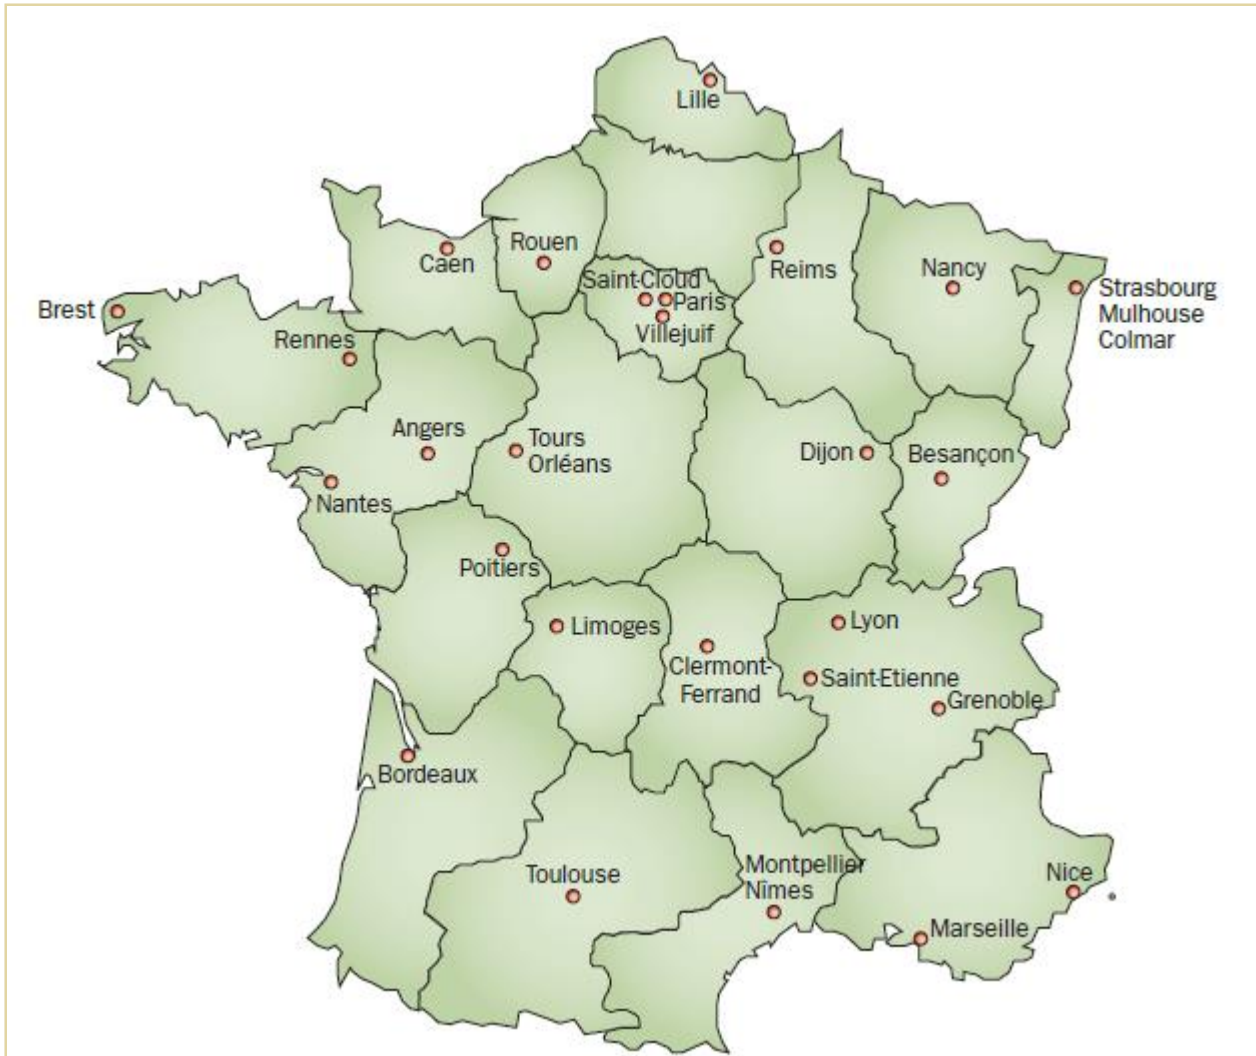 Lille
Rouen
Caen
Saint-Cloud
Paris
Villejuif
Reims
Nancy
Strasbourg
Mulhouse
Colmar
Brest
Rennes
Angers
Tours
Orléans
Dijon
Besançon
Nantes
Poitiers
Limoges
Lyon
Clermont-
Ferrand
Saint-Etienne
Grenoble
Bordeaux
Toulouse
Montpellier
Nîmes
Nice
Marseille